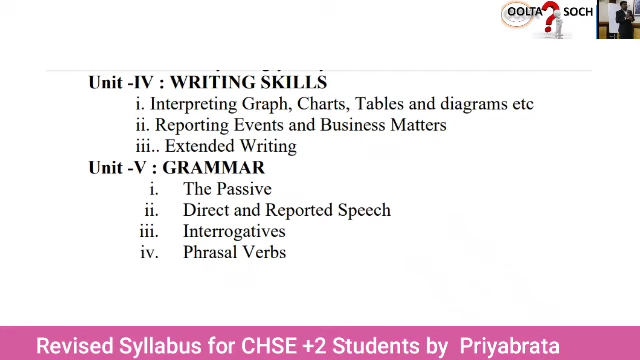 OOLTA ? SOCH
Unit -IV : WRITING SKILLS
i. Interpreting Graph, Charts, Tables and diagrams etc
ii. Reporting Events and Business Matters
iii.. Extended Writing
Unit -V : GRAMMAR
i. The Passive
ii. Direct and Reported Speech
iii. Interrogatives
iv. Phrasal Verbs
Revised Syllabus for CHSE +2 Students by Priyabrata